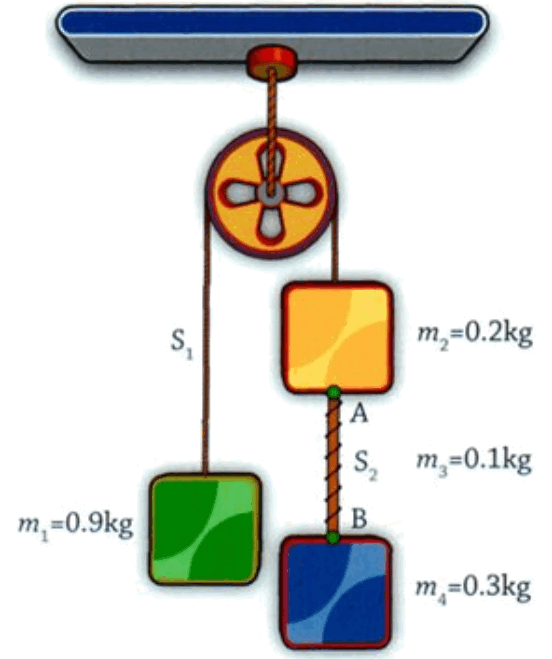 S₁
m₂=0.2kg
A
S₂
m₃=0.1kg
B
m₁=0.9kg
m₄=0.3kg